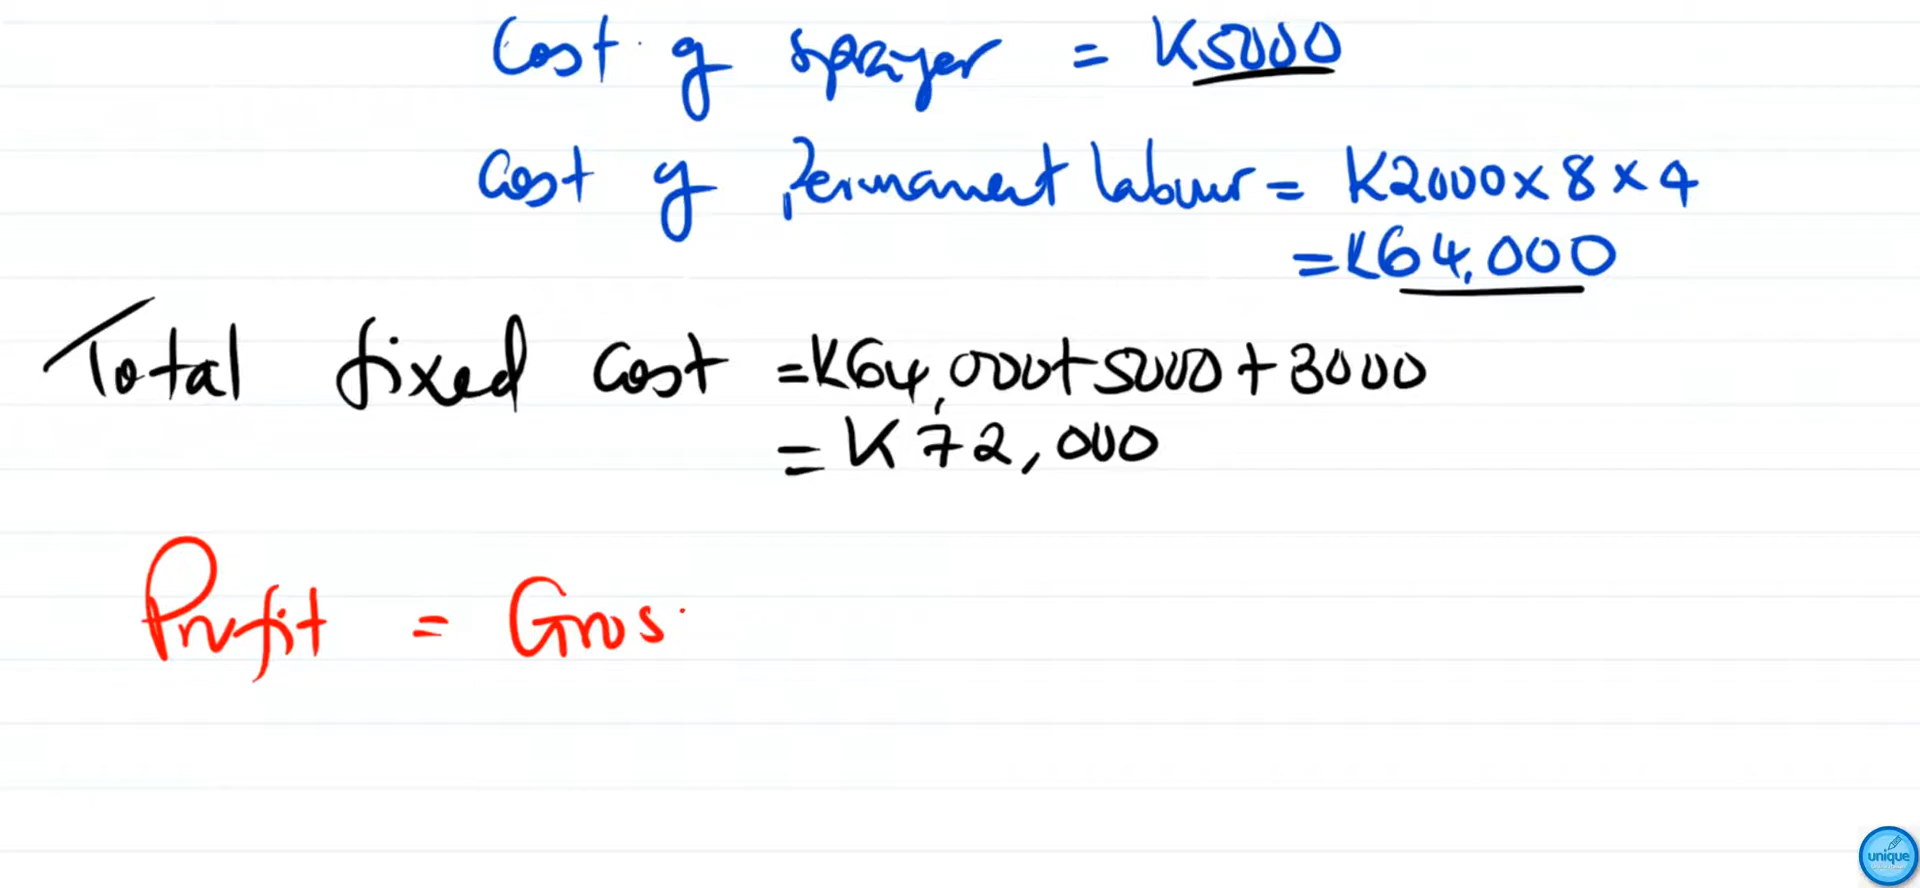 Cost of sprayer = K5000
Cost of Permanent labour = K2000 x 8 x 4
= K64,000
Total fixed cost = K64,000 + 5000 + 3000
= K72,000
Profit = Gros
unique